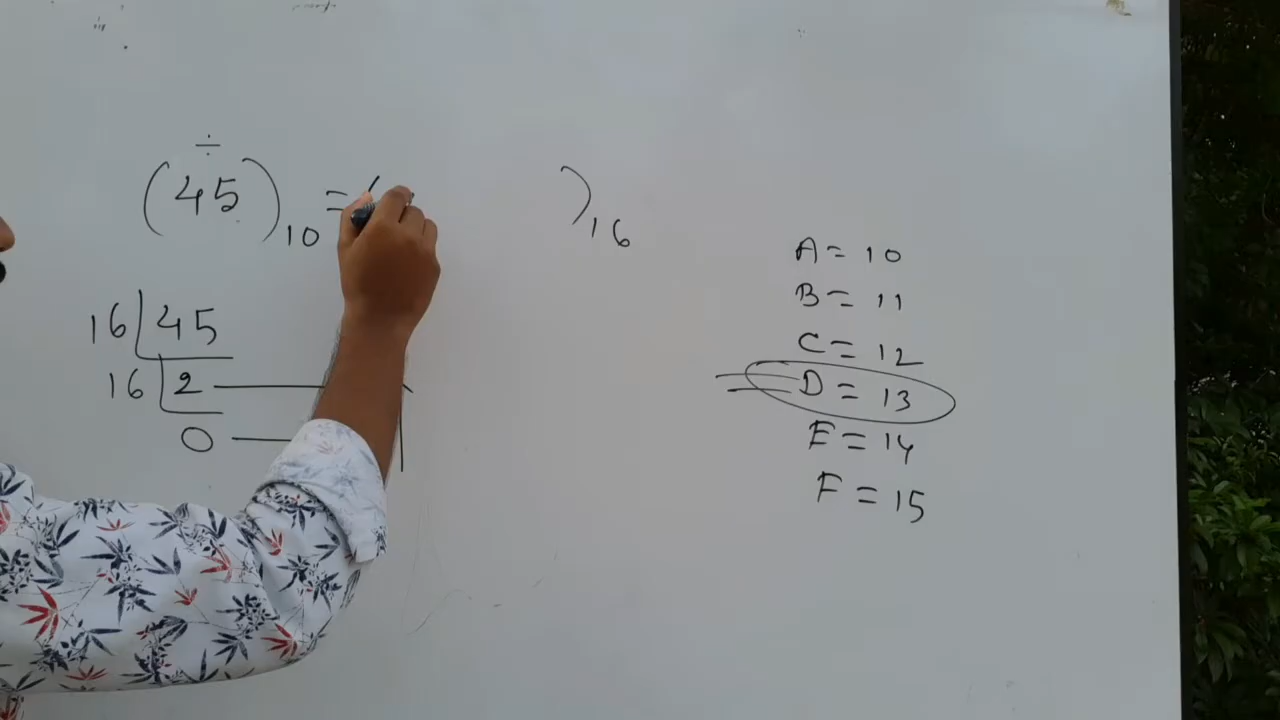 ÷
(45)10 = ( )16
16 45
16 2
0
A = 10
B = 11
C = 12
D = 13
E = 14
F = 15